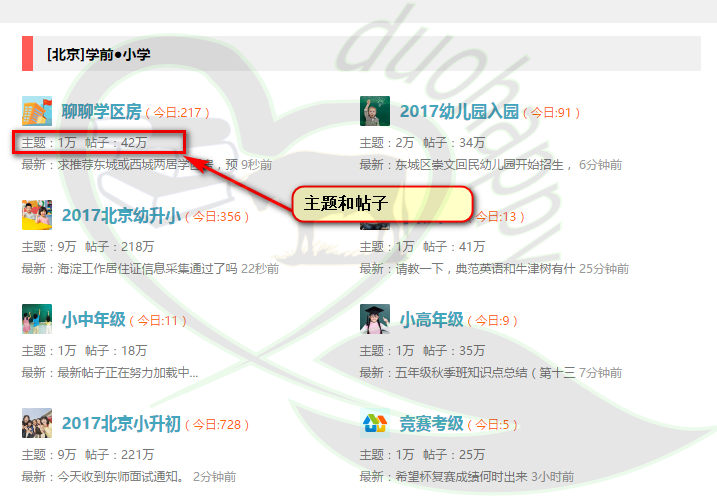 [北京]学前●小学
聊聊学区房 ( 今日:217 )
主题：1万 帖子：42万
最新：求推荐东城或西城两居学区房，预 9秒前
2017幼儿园入园 ( 今日:91 )
主题：2万 帖子：34万
最新：东城区崇文回民幼儿园开始招生， 6分钟前
主题和帖子
2017北京幼升小 ( 今日:356 )
主题：9万 帖子：218万
最新：海淀工作居住证信息采集通过了吗 22秒前
( 今日:13 )
主题：1万 帖子：41万
最新：请教一下，典范英语和牛津树有什 25分钟前
小中年级 ( 今日:11 )
主题：1万 帖子：18万
最新：最新帖子正在努力加载中...
小高年级 ( 今日:9 )
主题：1万 帖子：35万
最新：五年级秋季班知识点总结（第十三 7分钟前
2017北京小升初 ( 今日:728 )
主题：9万 帖子：221万
最新：今天收到东师面试通知。 2分钟前
竞赛考级 ( 今日:5 )
主题：1万 帖子：25万
最新：希望杯复赛成绩何时出来 3小时前